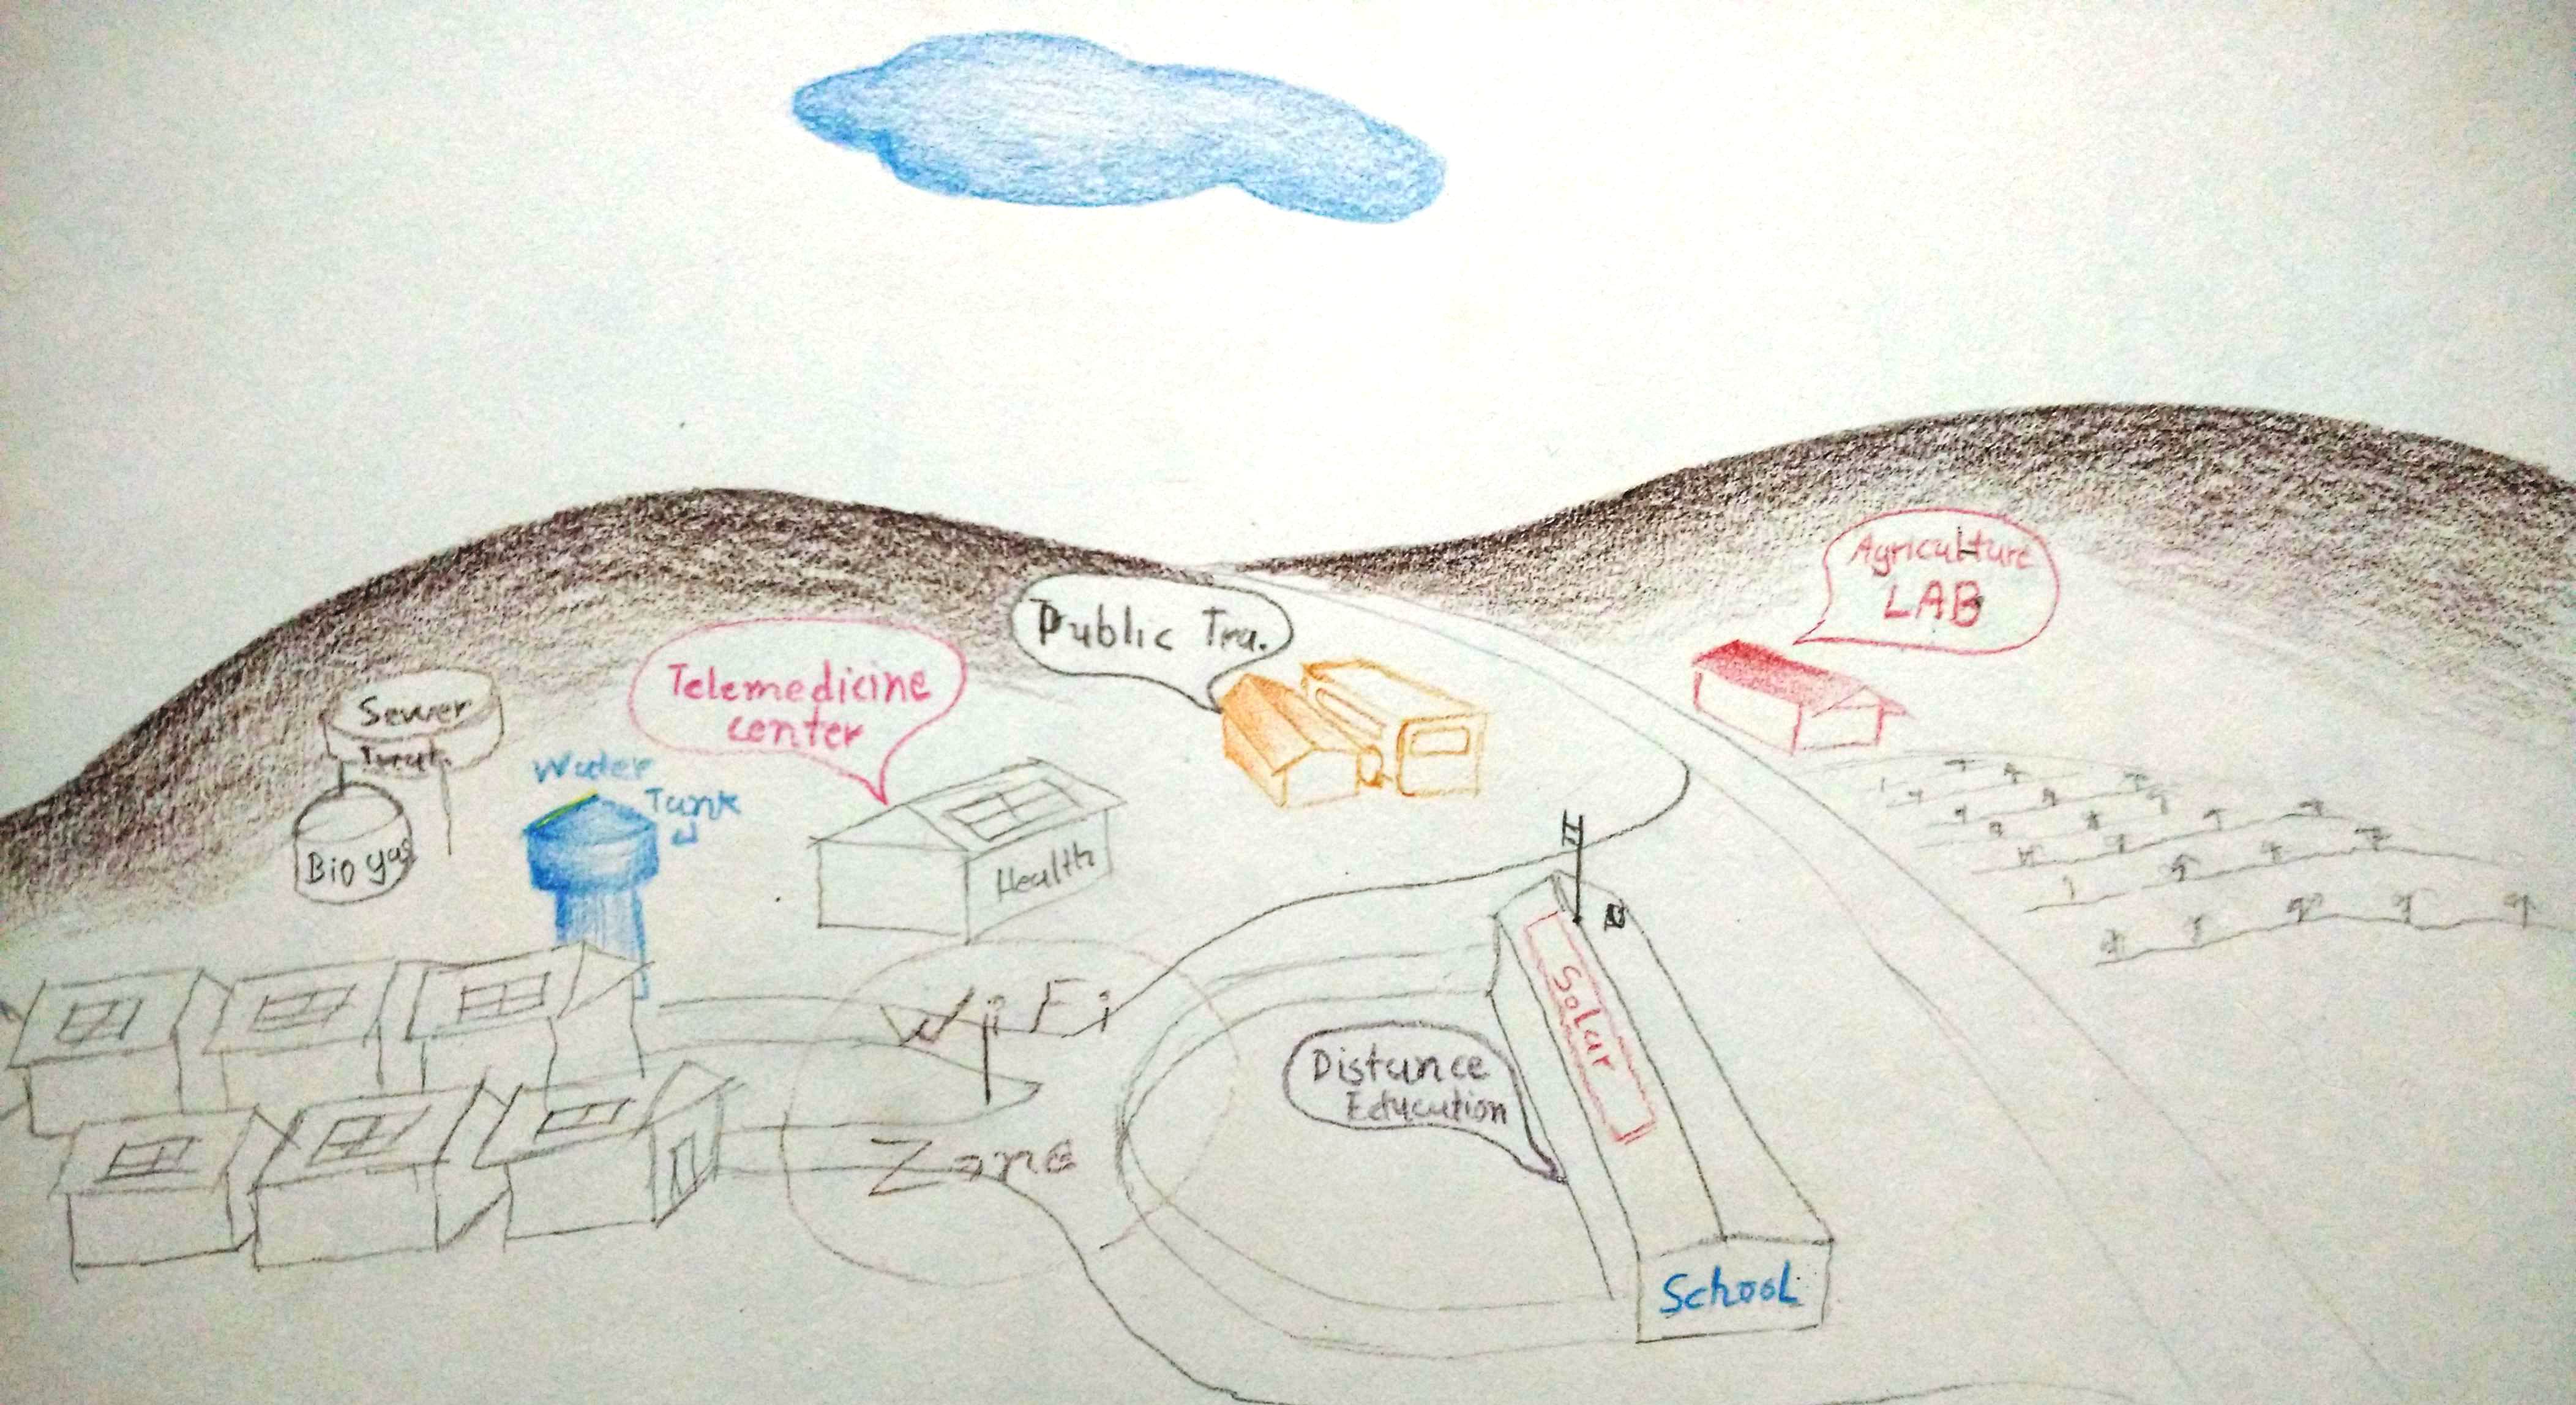 Agriculture
LAB
Public Tra.
Telemedicine
center
Sewer
Treat.
Water
Tank
Bio gas
Health
Solar
WiFi
Zone
Distance
Education
School